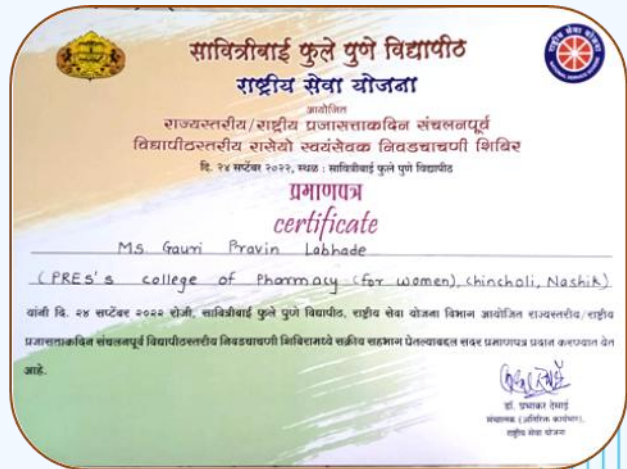 सावित्रीबाई फुले पुणे विद्यापीठ
राष्ट्रीय सेवा योजना
आयोजित
राज्यस्तरीय/राष्ट्रीय प्रजासत्ताकदिन संचलनपूर्व
विद्यापीठस्तरीय रासेयो स्वयंसेवक निवडचाचणी शिबिर
दि. २४ सप्टेंबर २०२२, स्थळ : सावित्रीबाई फुले पुणे विद्यापीठ
प्रमाणपत्र
certificate
Ms. Gauri Pravin Labhade
(PRES's college of Pharmacy (for women), chincholi, Nashik)
यांनी दि. २४ सप्टेंबर २०२२ रोजी, सावित्रीबाई फुले पुणे विद्यापीठ, राष्ट्रीय सेवा योजना विभाग आयोजित राज्यस्तरीय/राष्ट्रीय
प्रजासत्ताकदिन संचलनपूर्व विद्यापीठस्तरीय निवडचाचणी शिबिरामध्ये सक्रीय सहभाग घेतल्याबद्दल सदर प्रमाणपत्र प्रदान करण्यात येत
आहे.
डॉ. प्रभाकर देसाई
संचालक (अतिरिक्त कार्यभार),
राष्ट्रीय सेवा योजना